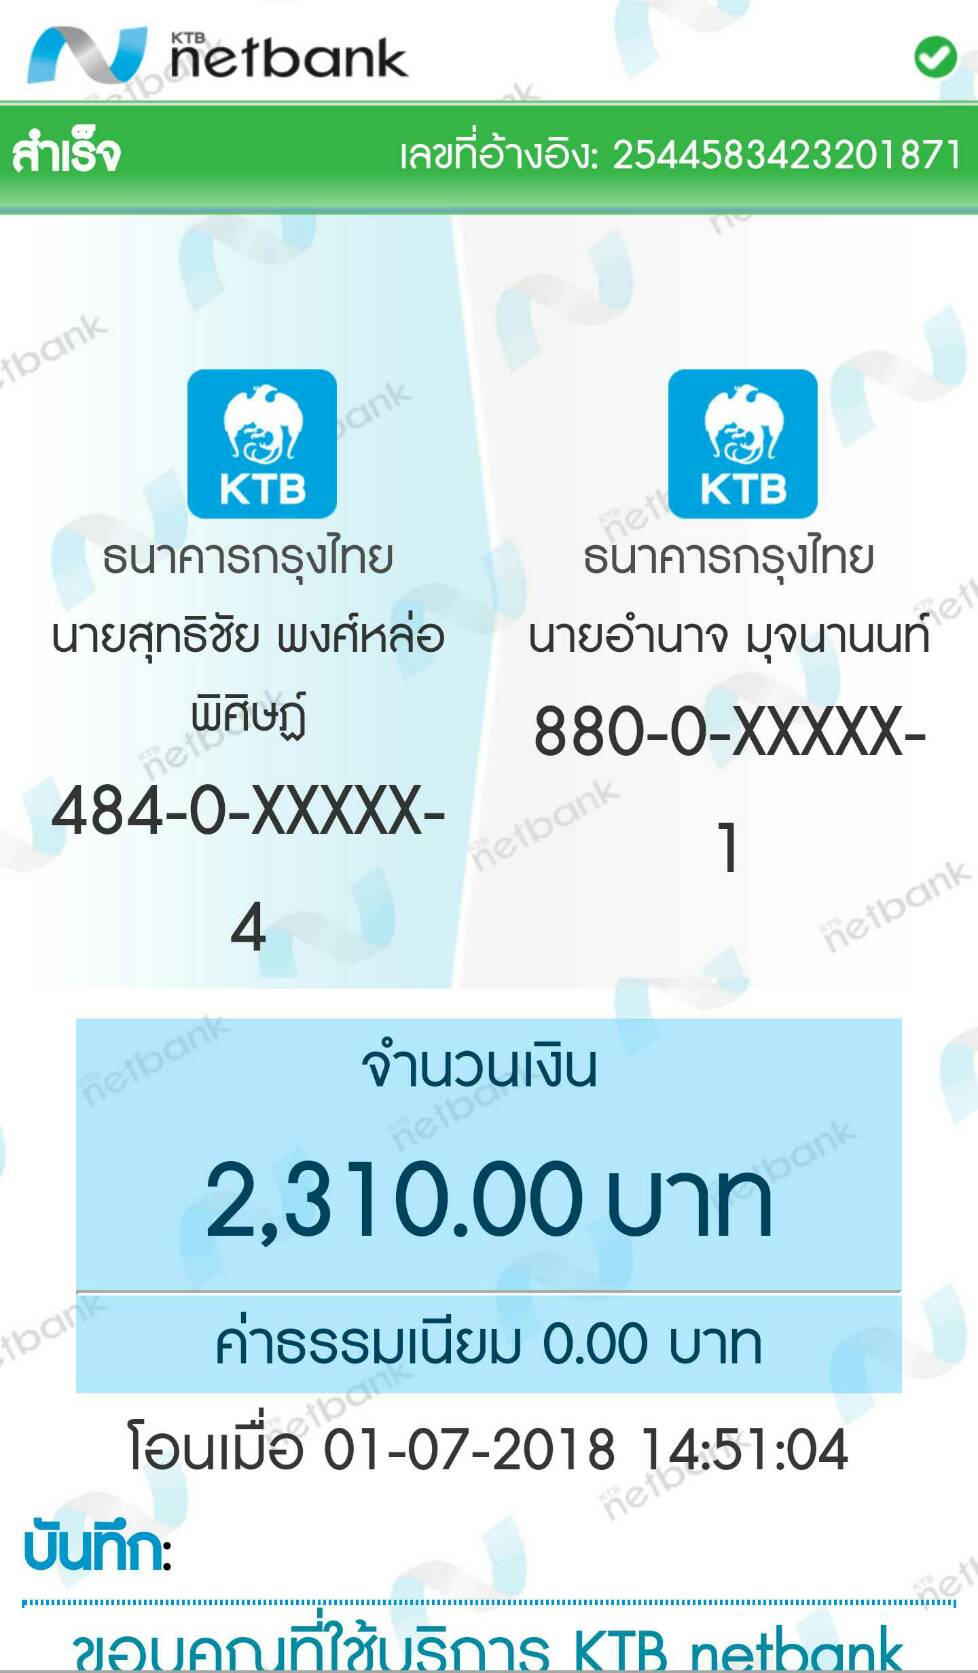 KTB netbank
สำเร็จ เลขที่อ้างอิง: 2544583423201871
KTB KTB
ธนาคารกรุงไทย ธนาคารกรุงไทย
นายสุทธิชัย พงศ์หล่อ นายอำนาจ มุจนานนท์
พิศิษฏ์ 880-0-XXXXX-
484-0-XXXXX- 1
4
จำนวนเงิน
2,310.00 บาท
ค่าธรรมเนียม 0.00 บาท
โอนเมื่อ 01-07-2018 14:51:04
บันทึก:
ขอบคุณที่ใช้บริการ KTB netbank